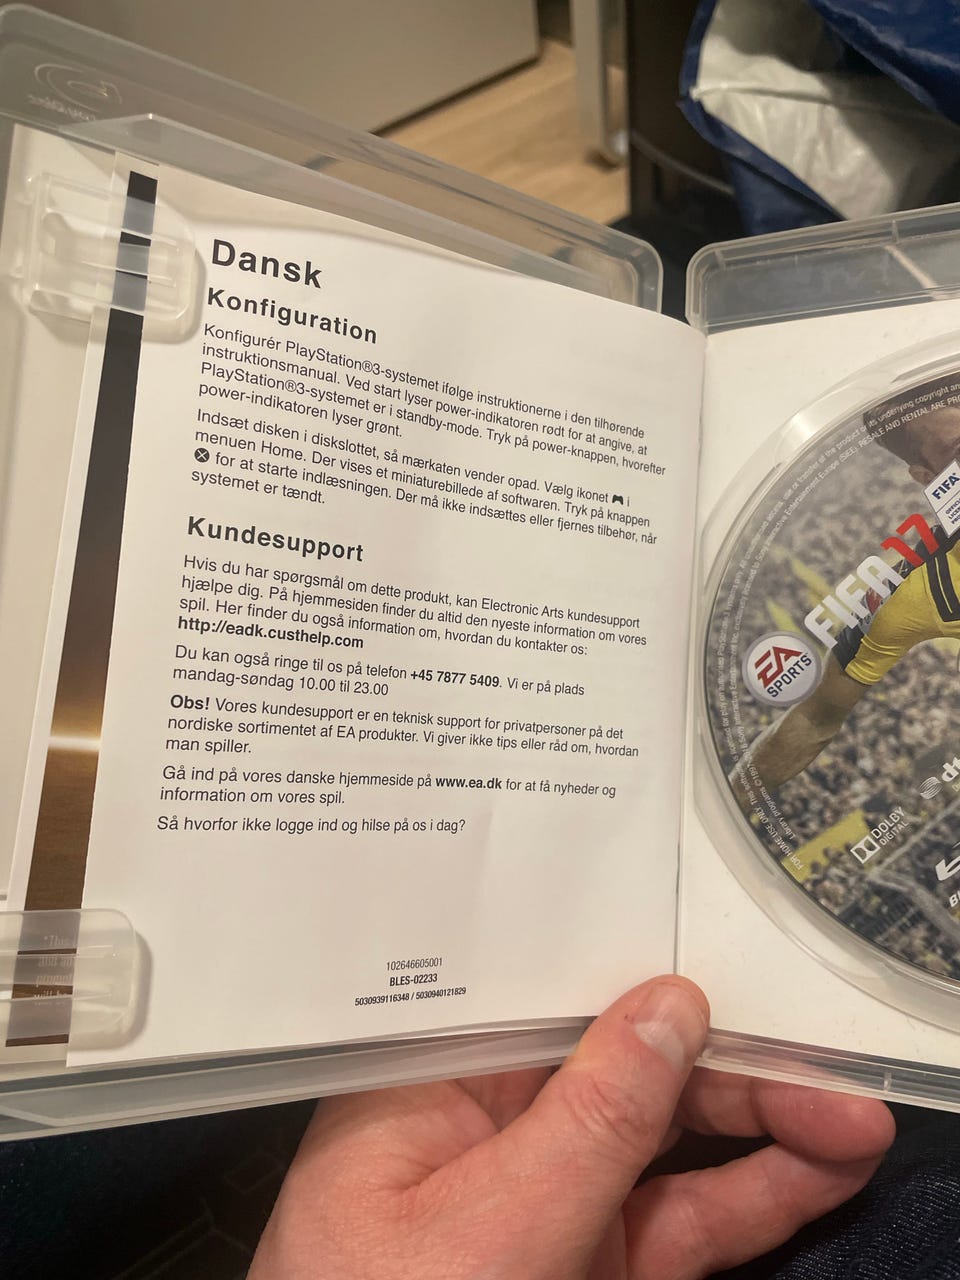 Dansk
Konfiguration
Konfigurér PlayStation®3-systemet ifølge instruktionerne i den tilhørende
instruktionsmanual. Ved start lyser power-indikatoren rødt for at angive, at
PlayStation®3-systemet er i standby-mode. Tryk på power-knappen, hvorefter
power-indikatoren lyser grønt.
Indsæt disken i diskslottet, så mærkaten vender opad. Vælg ikonet i
menuen Home. Der vises et miniaturebillede af softwaren. Tryk på knappen
for at starte indlæsningen. Der må ikke indsættes eller fjernes tilbehør, når
systemet er tændt.
Kundesupport
Hvis du har spørgsmål om dette produkt, kan Electronic Arts kundesupport
hjælpe dig. På hjemmesiden finder du altid den nyeste information om vores
spil. Her finder du også information om, hvordan du kontakter os:
http://eadk.custhelp.com
Du kan også ringe til os på telefon +45 7877 5409. Vi er på plads
mandag-søndag 10.00 til 23.00
Obs! Vores kundesupport er en teknisk support for privatpersoner på det
nordiske sortimentet af EA produkter. Vi giver ikke tips eller råd om, hvordan
man spiller.
Gå ind på vores danske hjemmeside på www.ea.dk for at få nyheder og
information om vores spil.
Så hvorfor ikke logge ind og hilse på os i dag?
102646605001
BLES-02233
5030939116348 / 5030940121829
FIFA 17
EA
SPORTS
FIFA
DOLBY
DIGITAL
dts
FOR HOME USE ONLY.
RESALE AND RENTAL ARE